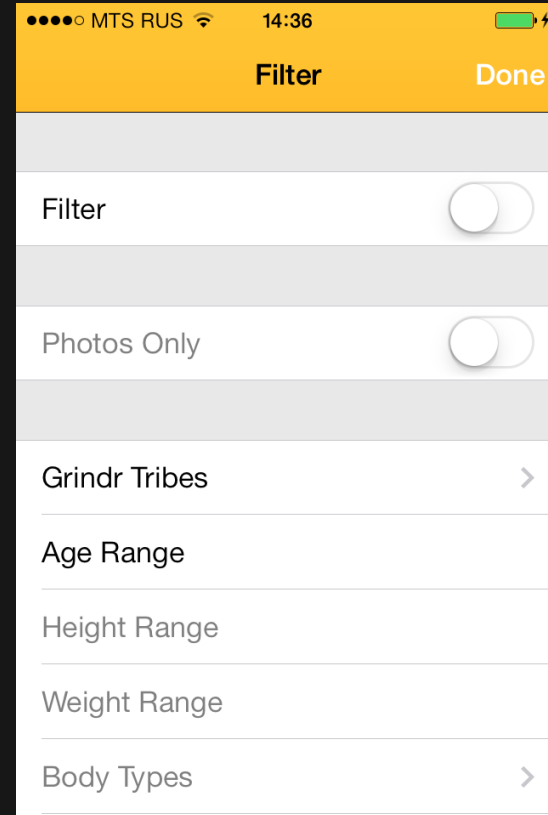 MTS RUS 14:36
Filter Done
Filter
Photos Only
Grindr Tribes
Age Range
Height Range
Weight Range
Body Types